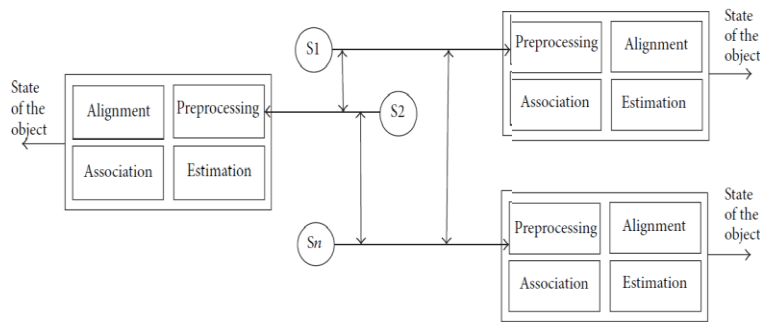 State
of the
object
Alignment
Preprocessing
Association
Estimation
S1
S2
Sn
Preprocessing
Alignment
Association
Estimation
State
of the
object
Preprocessing
Alignment
Association
Estimation
State
of the
object